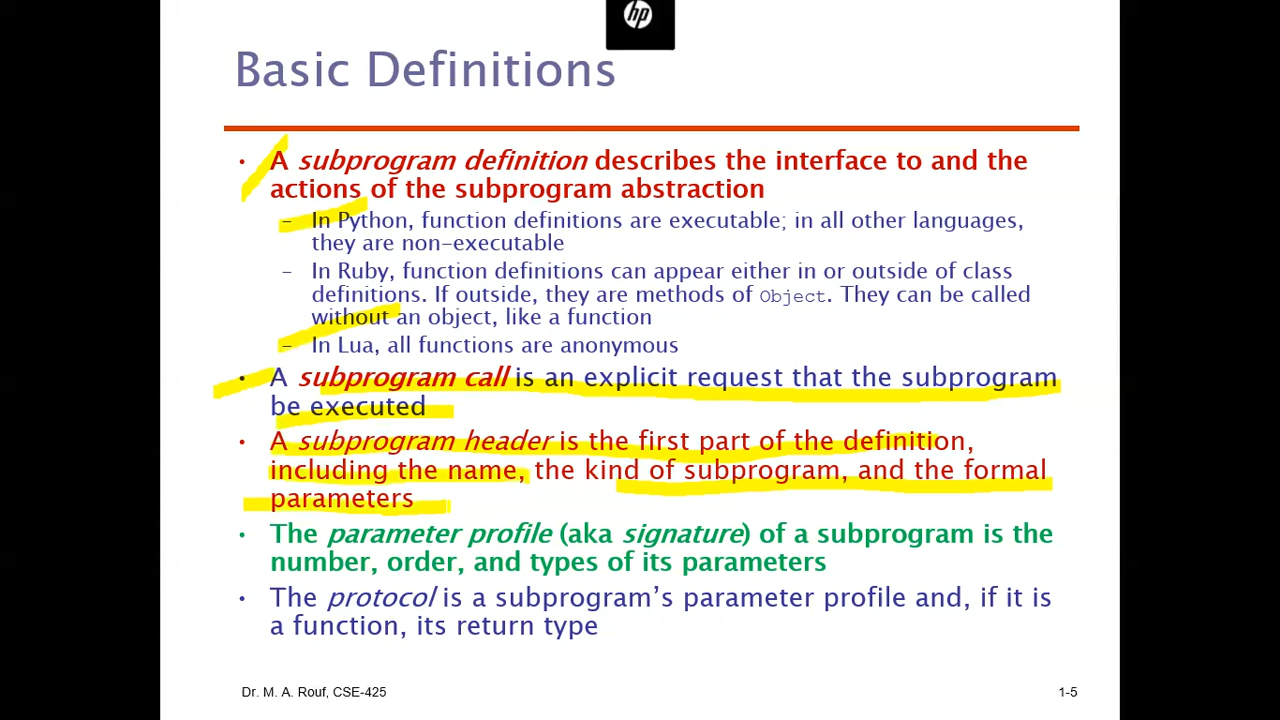 hp
Basic Definitions
• A subprogram definition describes the interface to and the
actions of the subprogram abstraction
– In Python, function definitions are executable; in all other languages,
they are non-executable
– In Ruby, function definitions can appear either in or outside of class
definitions. If outside, they are methods of Object. They can be called
without an object, like a function
– In Lua, all functions are anonymous
• A subprogram call is an explicit request that the subprogram
be executed
• A subprogram header is the first part of the definition,
including the name, the kind of subprogram, and the formal
parameters
• The parameter profile (aka signature) of a subprogram is the
number, order, and types of its parameters
• The protocol is a subprogram’s parameter profile and, if it is
a function, its return type
Dr. M. A. Rouf, CSE-425
1-5